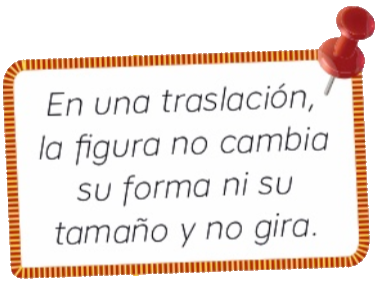 En una traslación,
la figura no cambia
su forma ni su
tamaño y no gira.